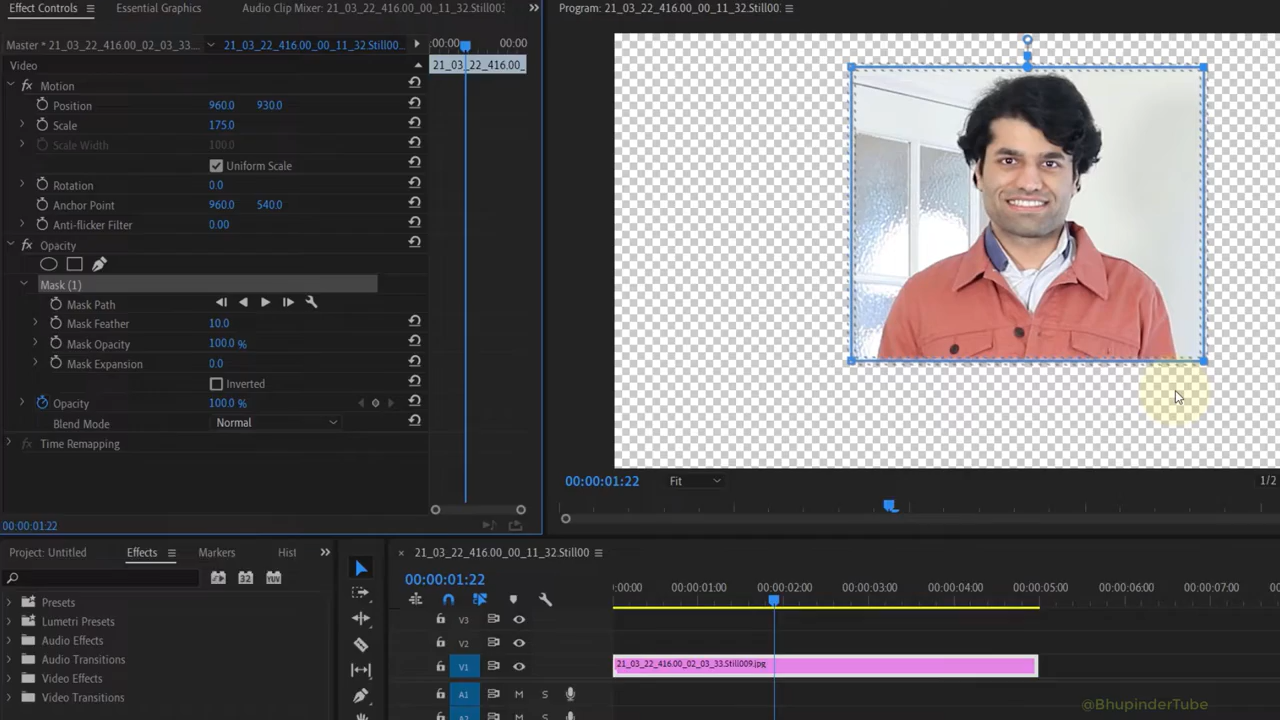 Effect Controls
Essential Graphics
Audio Clip Mixer: 21_03_22_416.00_00_11_32.Still003
Program: 21_03_22_416.00_00_11_32.Still00:
Master * 21_03_22_416.00_02_03_33...
21_03_22_416.00_00_11_32.Still00...
:00:00
00:00
Video
21_03_22_416.00_
fx Motion
Position 960.0 930.0
Scale 175.0
Scale Width 100.0
Uniform Scale
Rotation 0.0
Anchor Point 960.0 540.0
Anti-flicker Filter 0.00
fx Opacity
Mask (1)
Mask Path
Mask Feather 10.0
Mask Opacity 100.0 %
Mask Expansion 0.0
Inverted
Opacity 100.0 %
Blend Mode Normal
fx Time Remapping
00:00:01:22
00:00:01:22
Fit
1/2
Project: Untitled
Effects
Markers
Hist
32
YUV
Presets
Lumetri Presets
Audio Effects
Audio Transitions
Video Effects
Video Transitions
× 21_03_22_416.00_00_11_32.Still00
00:00:01:22
:00:00
00:00:01:00
00:00:02:00
00:00:03:00
00:00:04:00
00:00:05:00
00:00:06:00
00:00:07:00
V3
V2
V1
21_03_22_416.00_02_03_33.Still009.jpg
A1 M S
A2 M S
@BhupinderTube